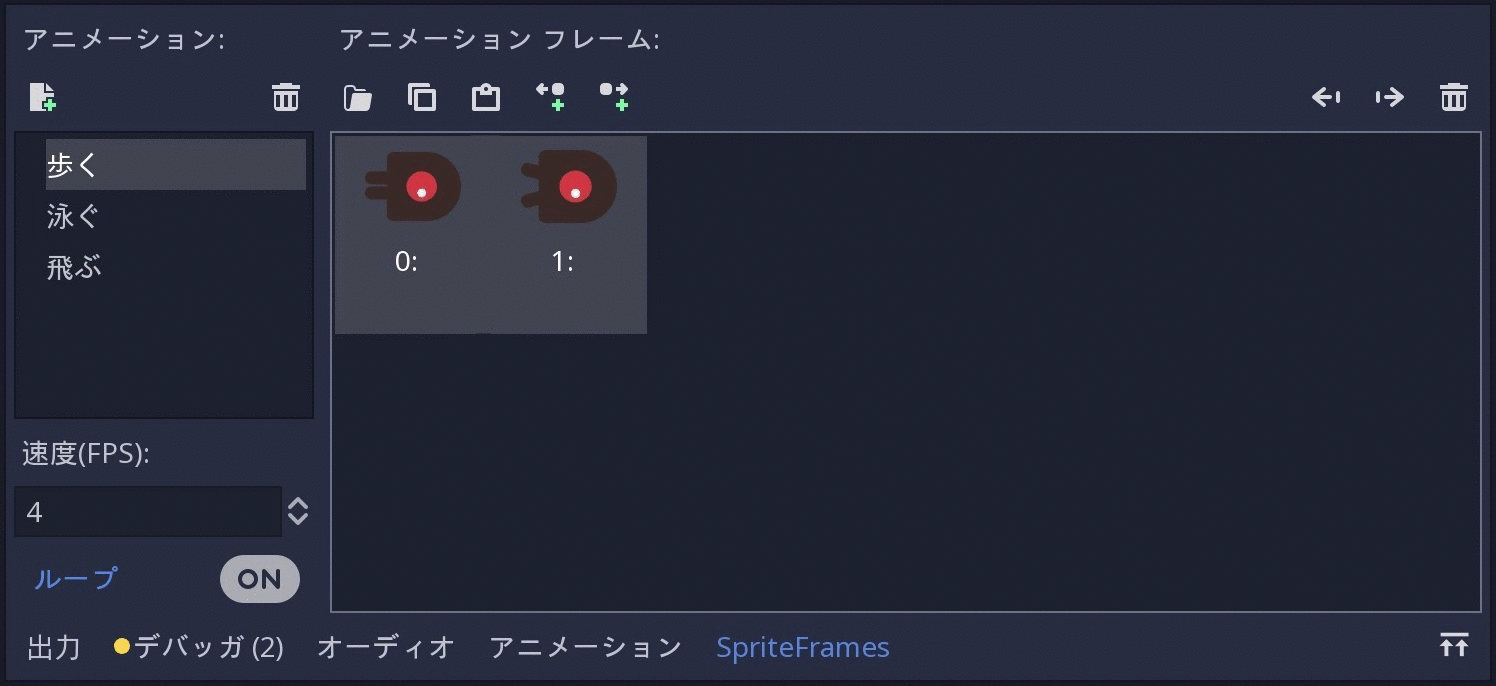 アニメーション:
アニメーション フレーム:
歩く
泳ぐ
飛ぶ
0:
1:
速度(FPS):
4
ループ
ON
出力 デバッガ (2) オーディオ アニメーション SpriteFrames